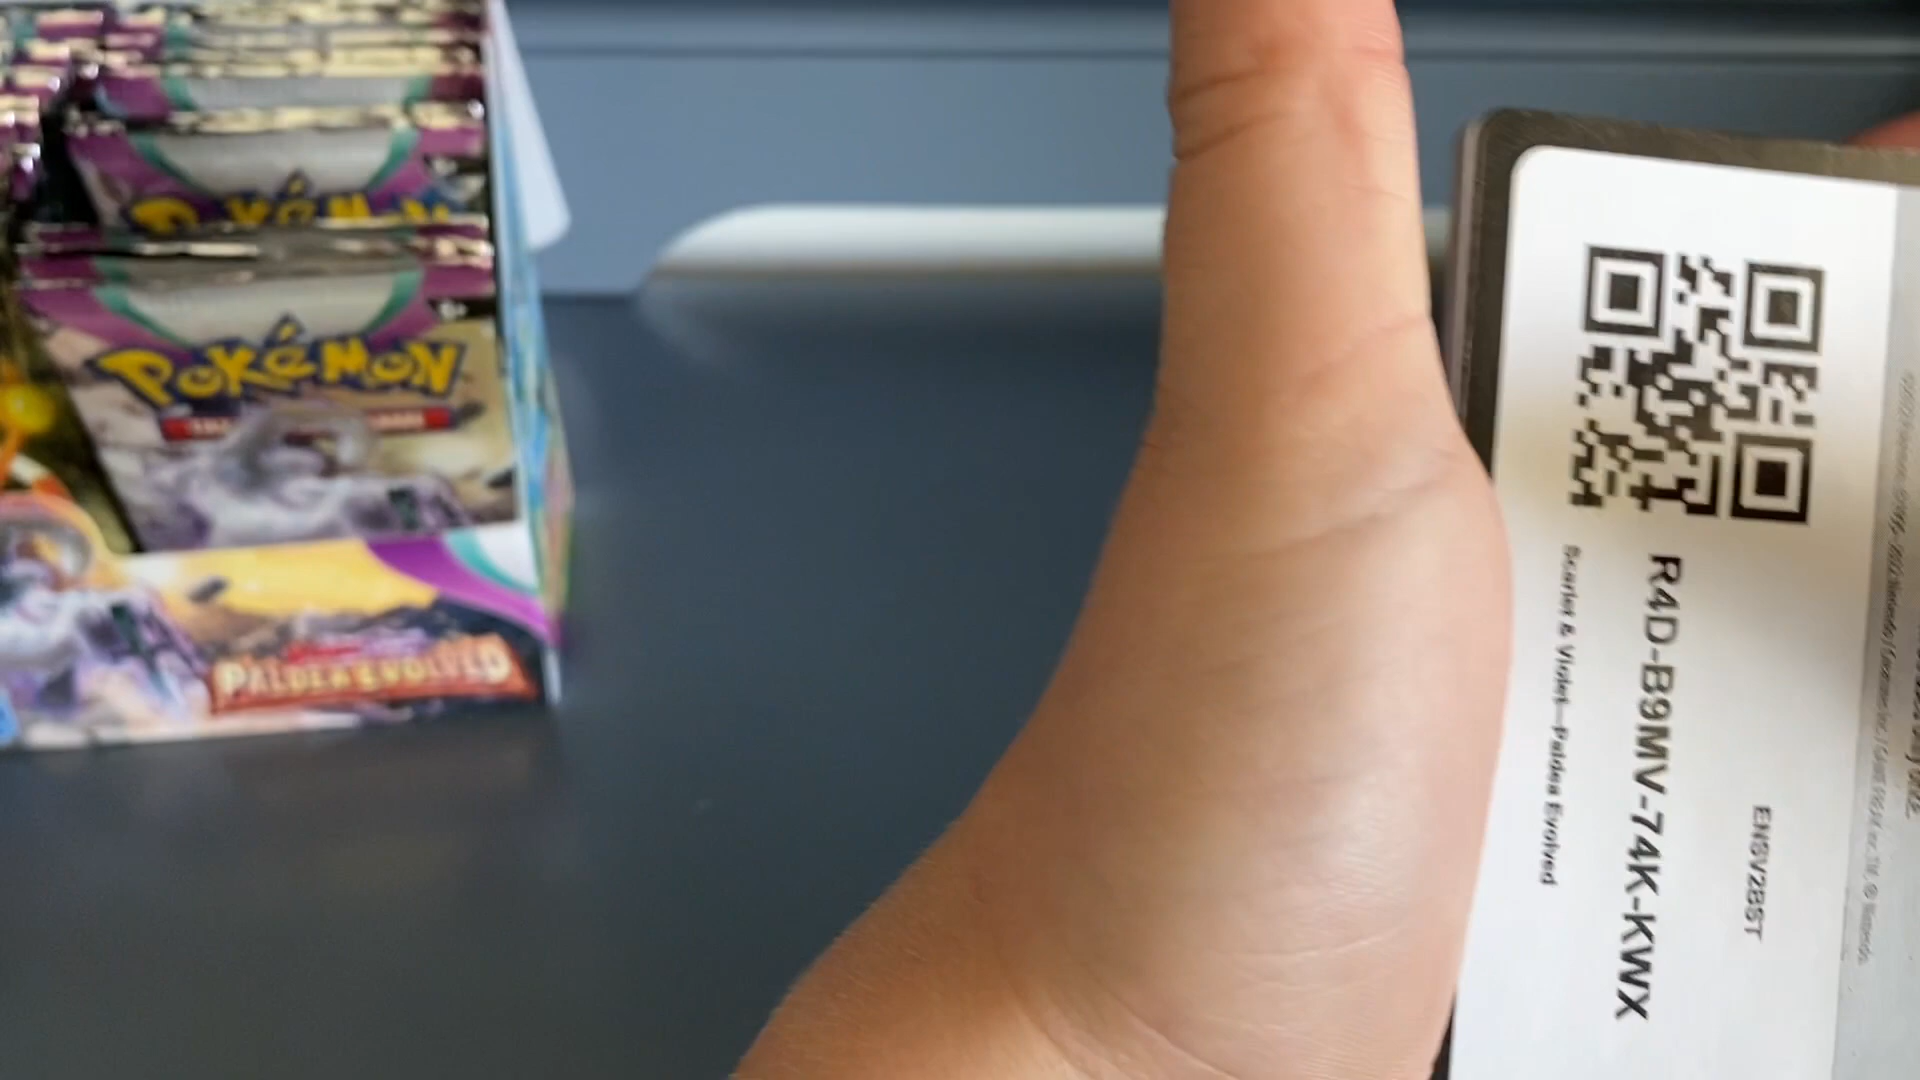 POKéMON
POKéMON
PALDEA EVOLVED
R4D-B9MV-74K-KWX
Scarlet & Violet—Paldea Evolved
ENSV2BST